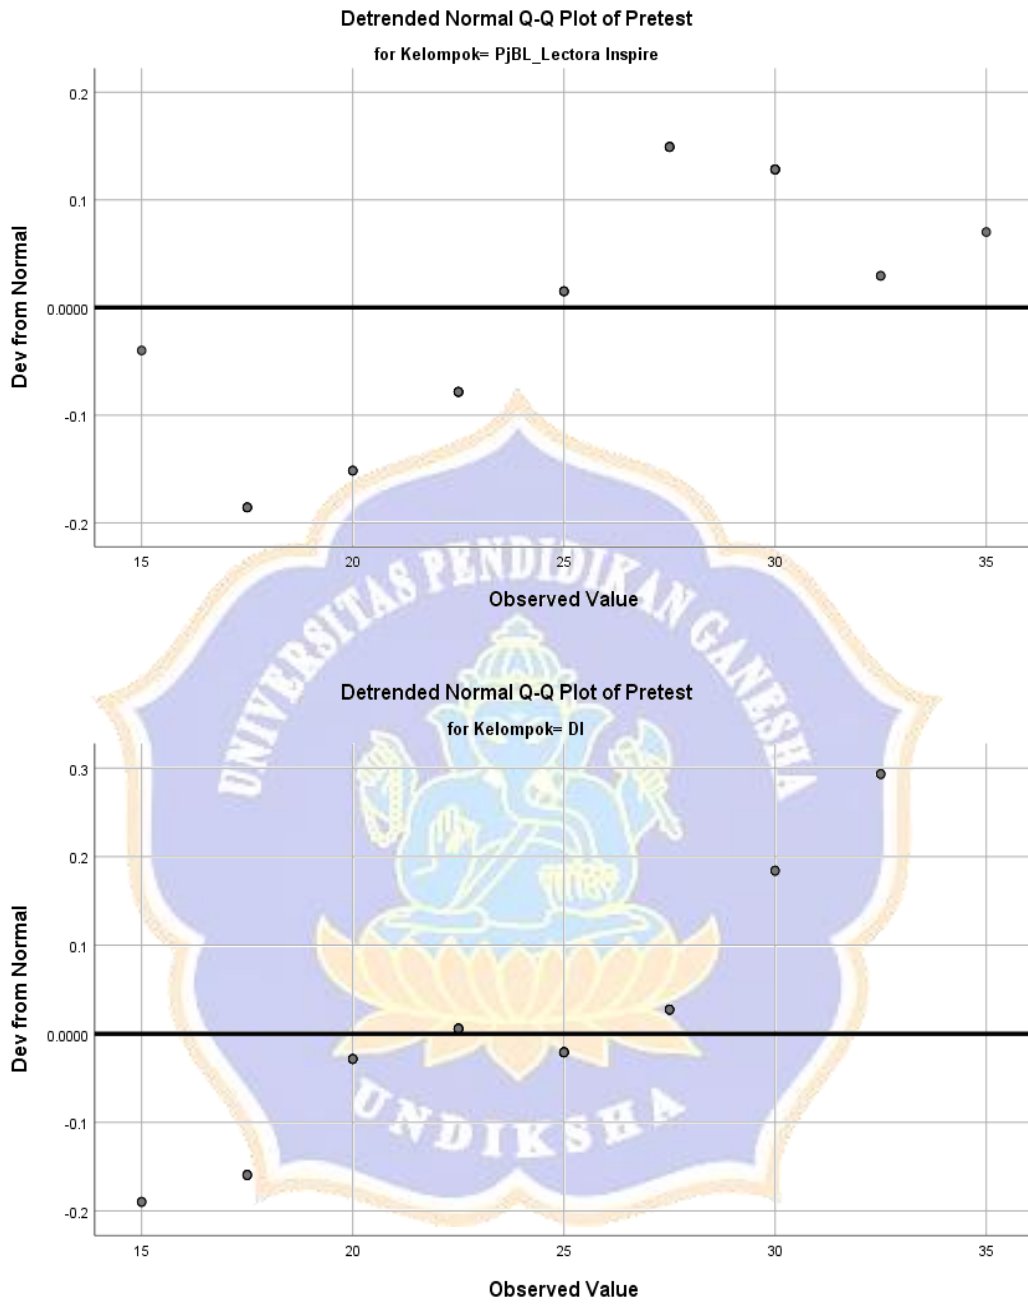 Detrended Normal Q-Q Plot of Pretest
for Kelompok= PjBL_Lectora Inspire
Dev from Normal
0.2
0.1
0.0000
-0.1
-0.2
15 20 25 30 35
Observed Value
UNIVERSITAS PENDIDIKAN GANESHA
Detrended Normal Q-Q Plot of Pretest
for Kelompok= DI
Dev from Normal
0.3
0.2
0.1
0.0000
-0.1
-0.2
UNDIKSHA
15 20 25 30 35
Observed Value